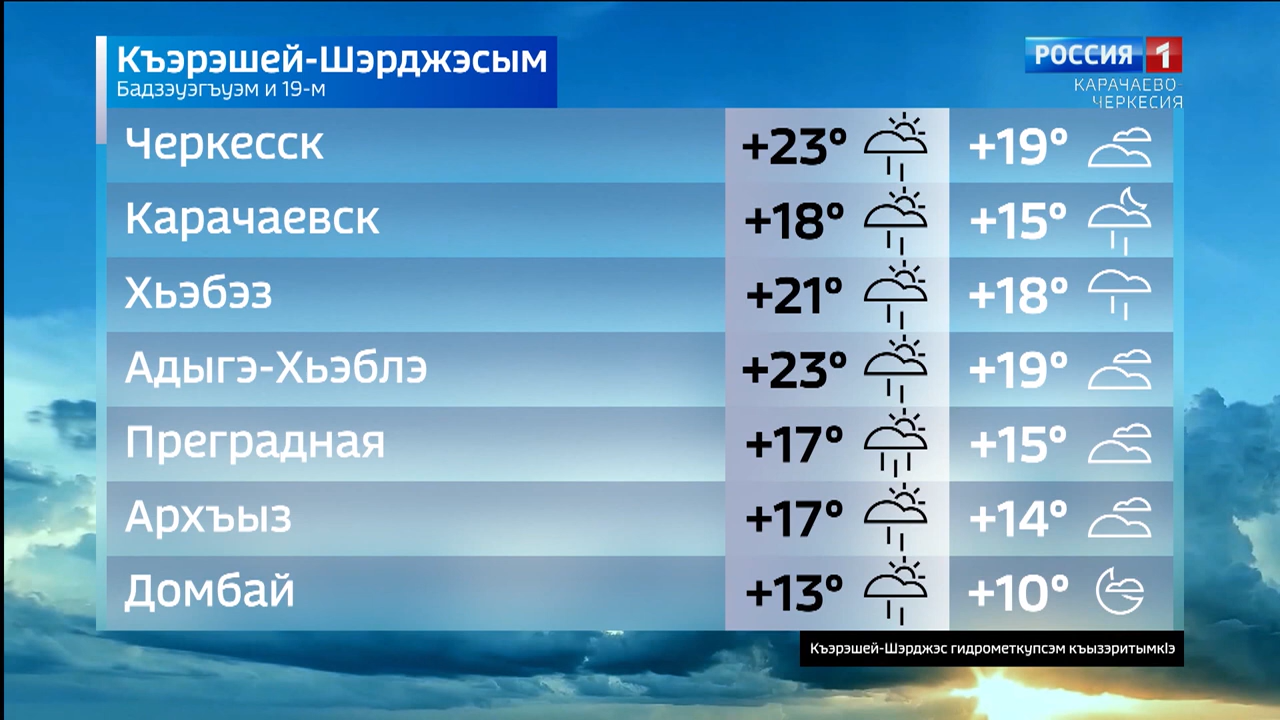 Къэрэшей-Шэрджэсым
Бадзэуэгъуэм и 19-м
РОССИЯ 1
КАРАЧАЕВО-
ЧЕРКЕСИЯ
Черкесск +23° +19°
Карачаевск +18° +15°
Хьэбэз +21° +18°
Адыгэ-Хьэблэ +23° +19°
Преградная +17° +15°
Архъыз +17° +14°
Домбай +13° +10°
Къэрэшей-Шэрджэс гидрометкупсэм къызэритымкІэ